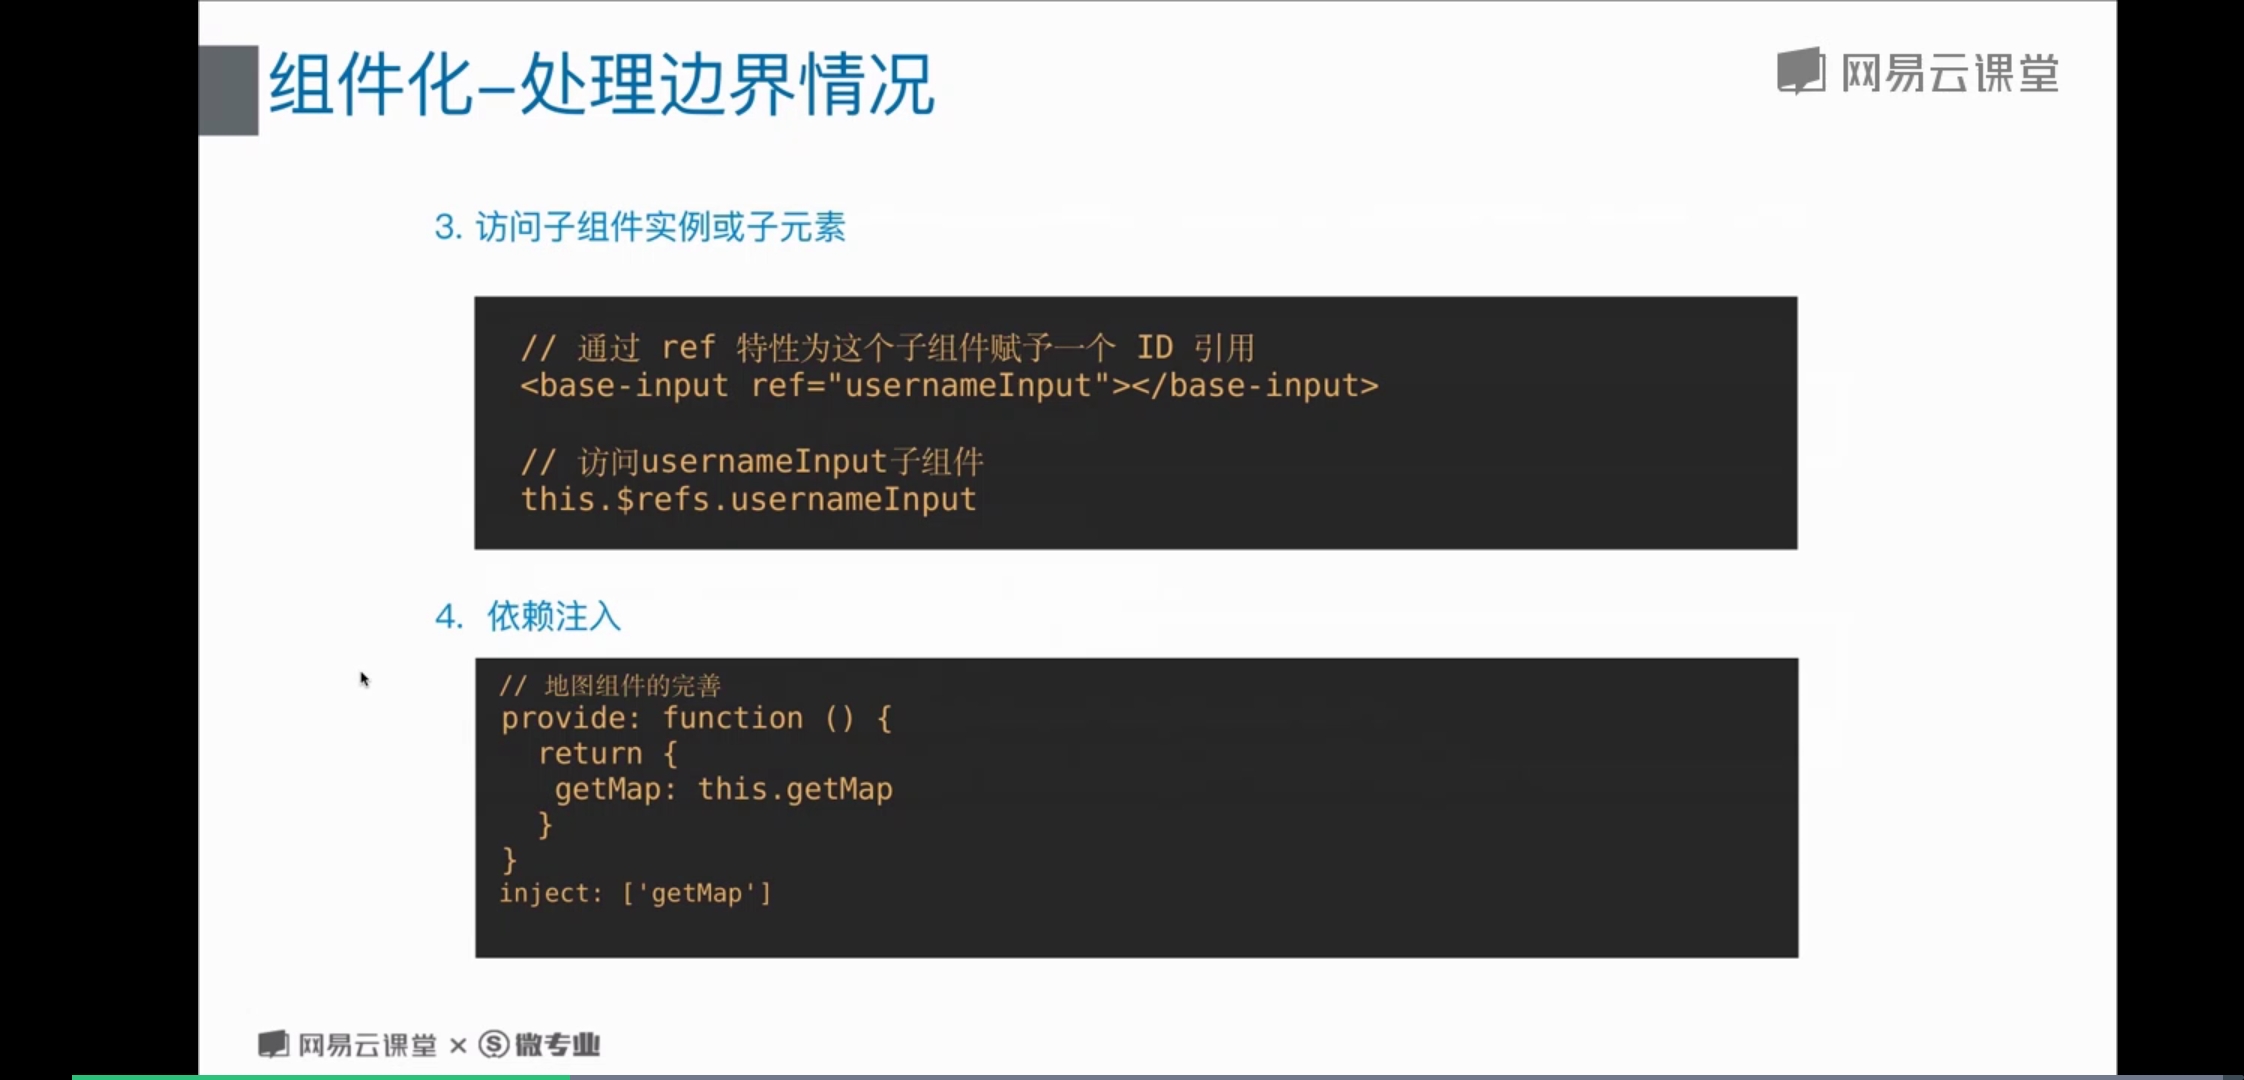 组件化–处理边界情况
网易云课堂
3. 访问子组件实例或子元素
// 通过 ref 特性为这个子组件赋予一个 ID 引用
<base-input ref="usernameInput"></base-input>
// 访问usernameInput子组件
this.$refs.usernameInput
4. 依赖注入
// 地图组件的完善
provide: function () {
  return {
   getMap: this.getMap
  }
}
inject: ['getMap']
网易云课堂 × Ⓢ微专业